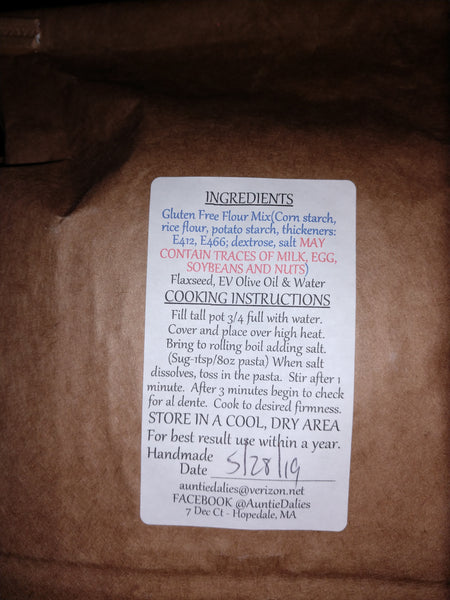 INGREDIENTS
Gluten Free Flour Mix(Corn starch,
rice flour, potato starch, thickeners:
E412, E466; dextrose, salt MAY
CONTAIN TRACES OF MILK, EGG,
SOYBEANS AND NUTS)
Flaxseed, EV Olive Oil & Water
COOKING INSTRUCTIONS
Fill tall pot 3/4 full with water.
Cover and place over high heat.
Bring to rolling boil adding salt.
(Sug-1tsp/8oz pasta) When salt
dissolves, toss in the pasta. Stir after 1
minute. After 3 minutes begin to check
for al dente. Cook to desired firmness.
STORE IN A COOL, DRY AREA
For best result use within a year.
Handmade
Date 5/28/19
auntiedalies@verizon.net
FACEBOOK @AuntieDalies
7 Dec Ct - Hopedale, MA